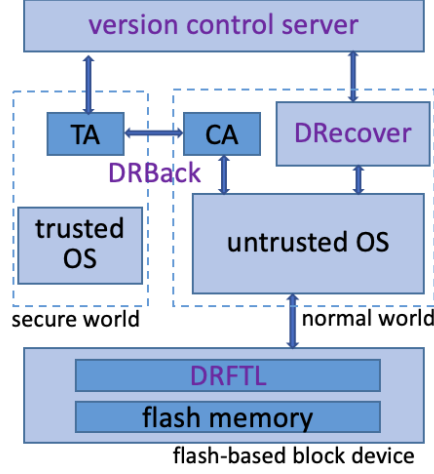 version control server
TA
CA
DRecover
DRBack
trusted
OS
untrusted OS
secure world
normal world
DRFTL
flash memory
flash-based block device